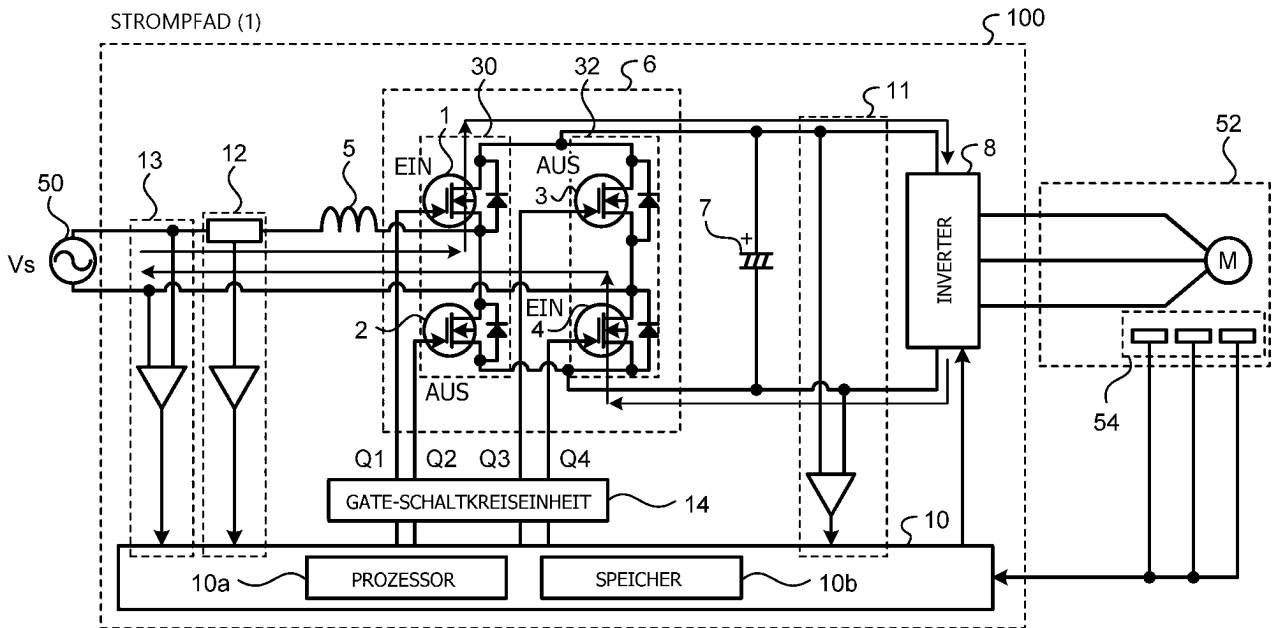 STROMPFAD (1)
100
30
6
32
11
1
52
13
12
5
EIN
AUS
3
8
50
7
+
Vs
INVERTER
M
2
EIN
4
AUS
54
Q1
Q2
Q3
Q4
GATE-SCHALTKREISEINHEIT
14
10
10a
PROZESSOR
SPEICHER
10b